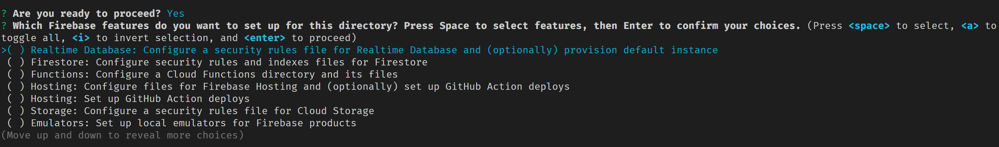 ? Are you ready to proceed? Yes
? Which Firebase features do you want to set up for this directory? Press Space to select features, then Enter to confirm your choices. (Press <space> to select, <a> to
toggle all, <i> to invert selection, and <enter> to proceed)
>( ) Realtime Database: Configure a security rules file for Realtime Database and (optionally) provision default instance
 ( ) Firestore: Configure security rules and indexes files for Firestore
 ( ) Functions: Configure a Cloud Functions directory and its files
 ( ) Hosting: Configure files for Firebase Hosting and (optionally) set up GitHub Action deploys
 ( ) Hosting: Set up GitHub Action deploys
 ( ) Storage: Configure a security rules file for Cloud Storage
 ( ) Emulators: Set up local emulators for Firebase products
(Move up and down to reveal more choices)